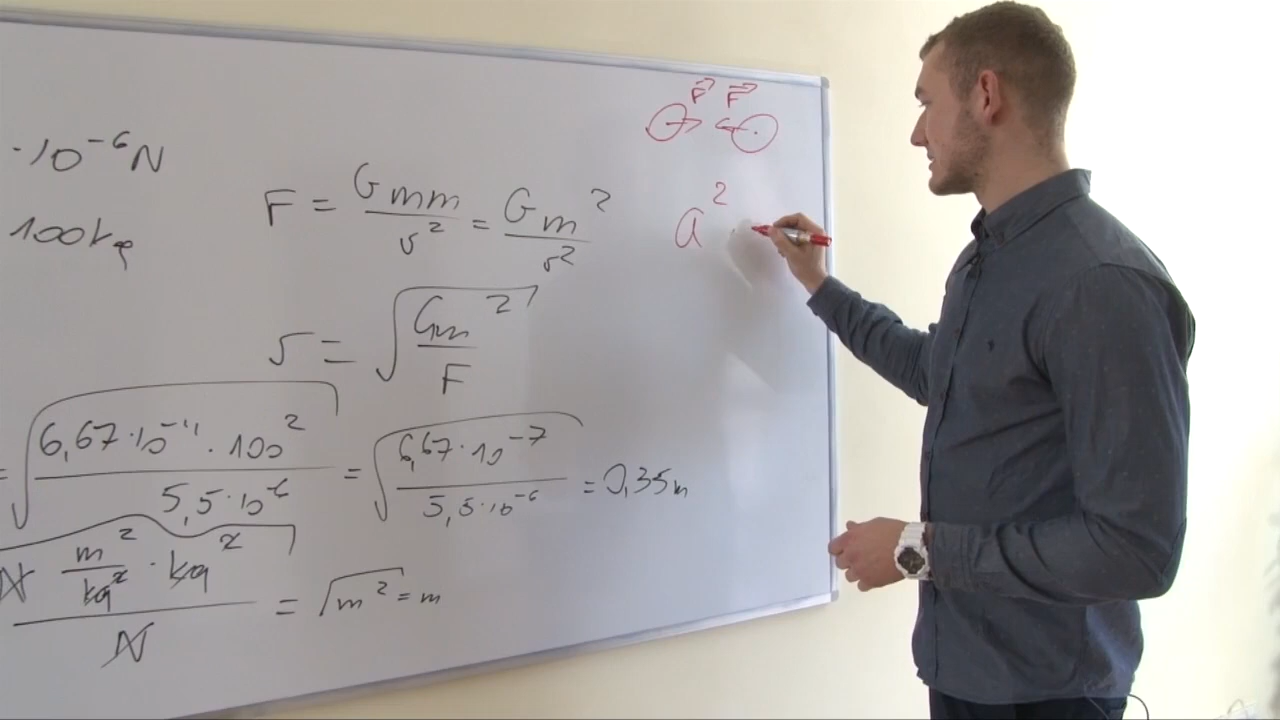 F F
a²
·10⁻⁶N
100kg
F = Gmm/r² = Gm²/r²
r = √(Gm²/F)
= √(6,67·10⁻¹¹·100²/5,5·10⁻⁶) = √(6,67·10⁻⁷/5,5·10⁻⁶) = 0,35m
N m²/kg² · kg²/N = √m² = m